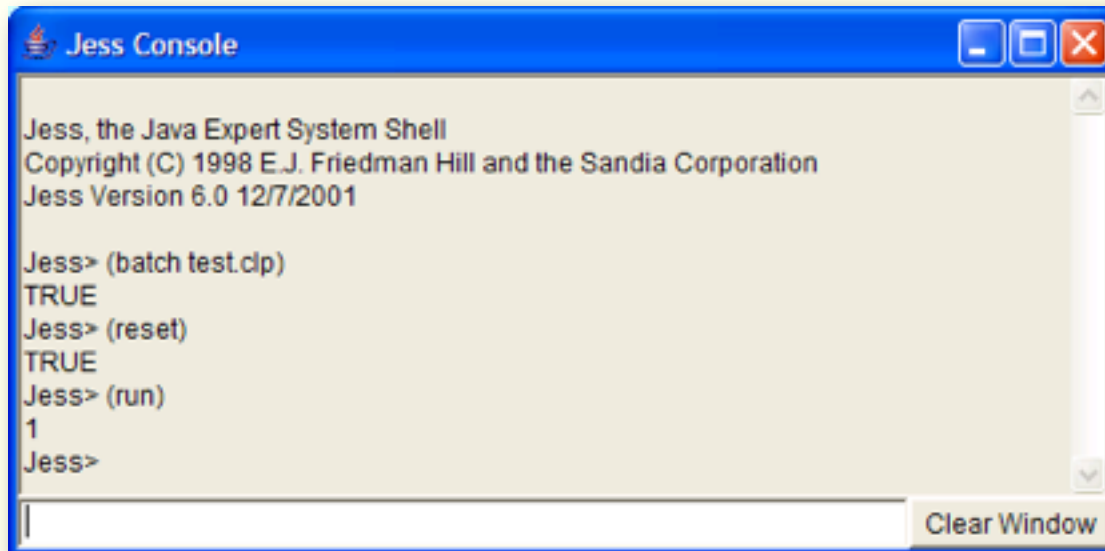 Jess Console
Jess, the Java Expert System Shell
Copyright (C) 1998 E.J. Friedman Hill and the Sandia Corporation
Jess Version 6.0 12/7/2001
Jess> (batch test.clp)
TRUE
Jess> (reset)
TRUE
Jess> (run)
1
Jess>
Clear Window